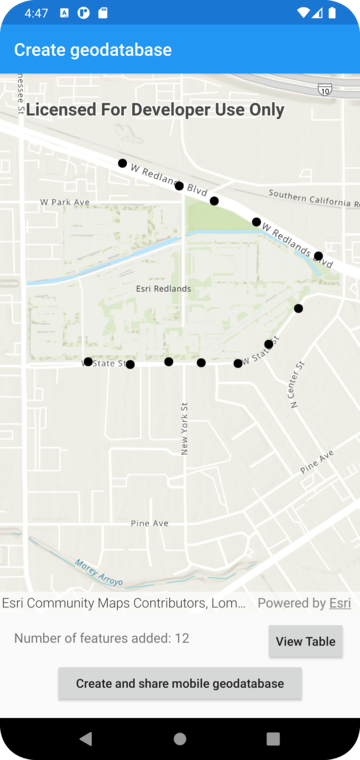 4:47
Create geodatabase
nessee St
10
Licensed For Developer Use Only
W Redlands Blvd
Southern California R
W Park Ave
W Redlands Blvd
Esri Redlands
W State St
W State St
N Center St
New York St
Pine Ave
Pine Ave
Morey Arroyo
Esri Community Maps Contributors, Lom... Powered by Esri
Number of features added: 12
View Table
Create and share mobile geodatabase